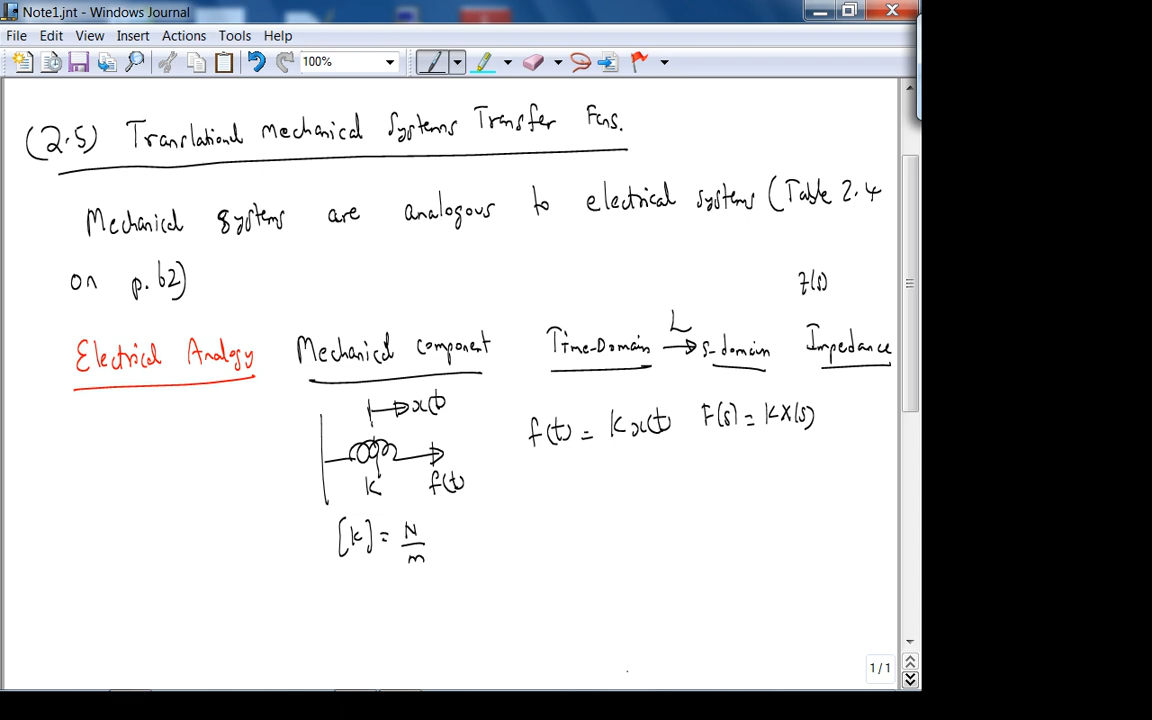 Note1.jnt - Windows Journal
File Edit View Insert Actions Tools Help
100%
(2.5) Translational Mechanical Systems Transfer Fcns.
Mechanical systems are analogous to electrical systems (Table 2.4
on p. 62)
Z(s)
Electrical Analogy Mechanical component Time-Domain L→ s-domain Impedance
x(t)
f(t) = Kx(t) F(s) = KX(s)
K f(t)
[K] = N/m
1 / 1